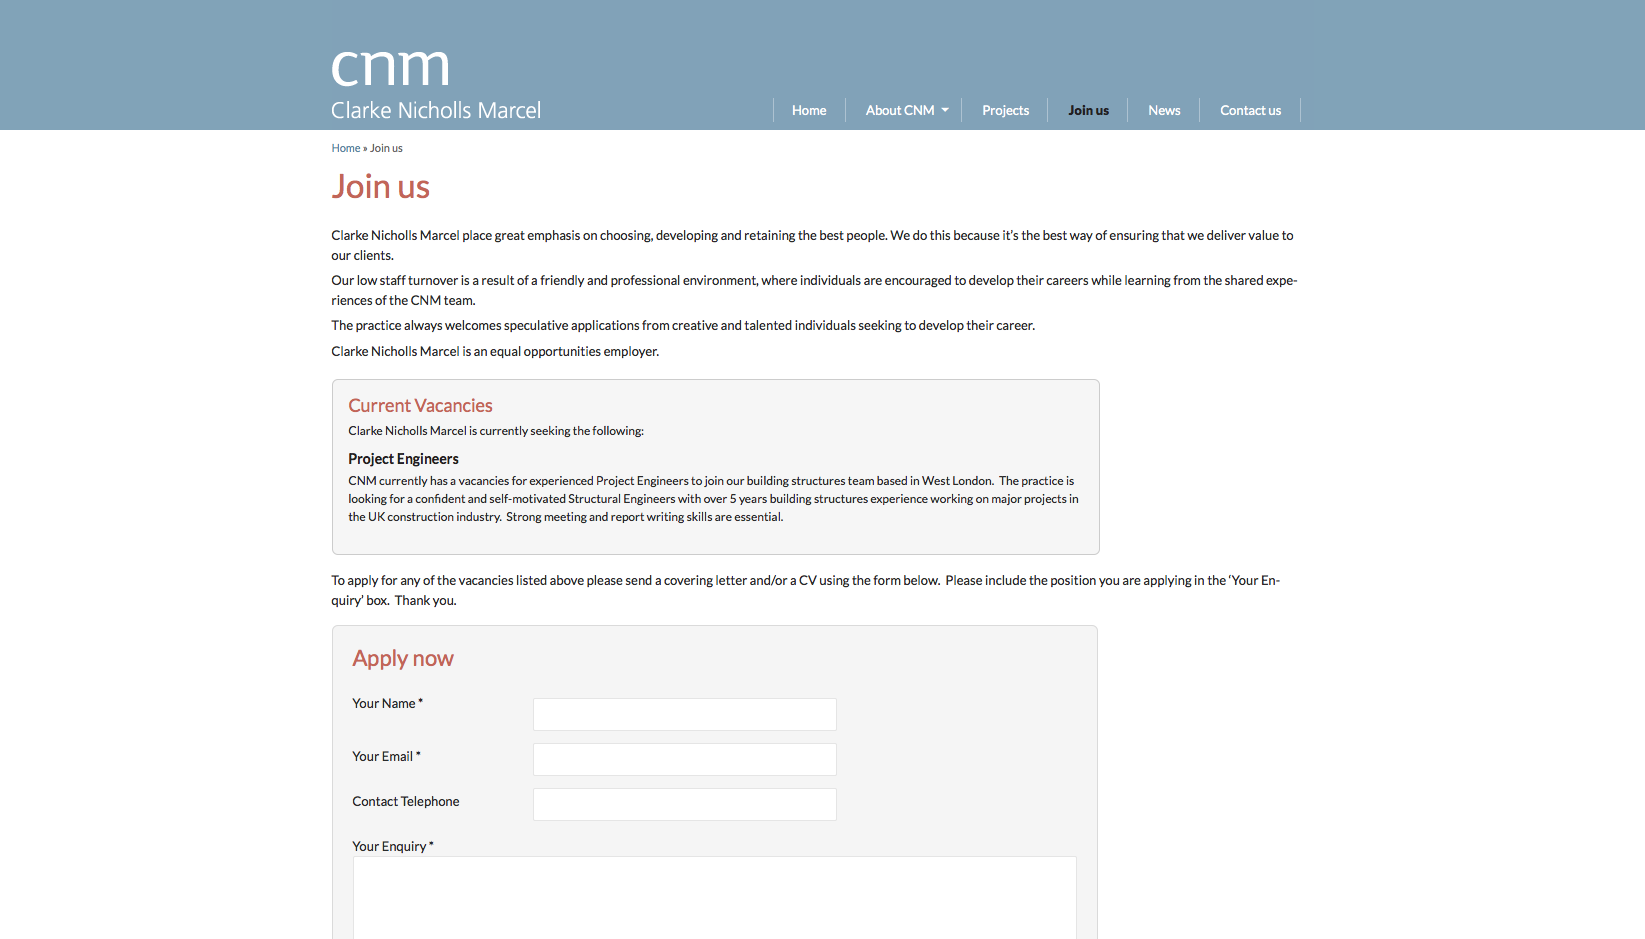 cnm
Clarke Nicholls Marcel
Home
About CNM
Projects
Join us
News
Contact us
Home » Join us
Join us
Clarke Nicholls Marcel place great emphasis on choosing, developing and retaining the best people. We do this because it’s the best way of ensuring that we deliver value to
our clients.
Our low staff turnover is a result of a friendly and professional environment, where individuals are encouraged to develop their careers while learning from the shared expe-
riences of the CNM team.
The practice always welcomes speculative applications from creative and talented individuals seeking to develop their career.
Clarke Nicholls Marcel is an equal opportunities employer.
Current Vacancies
Clarke Nicholls Marcel is currently seeking the following:
Project Engineers
CNM currently has a vacancies for experienced Project Engineers to join our building structures team based in West London.  The practice is
looking for a confident and self-motivated Structural Engineers with over 5 years building structures experience working on major projects in
the UK construction industry.  Strong meeting and report writing skills are essential.
To apply for any of the vacancies listed above please send a covering letter and/or a CV using the form below.  Please include the position you are applying in the ‘Your En-
quiry’ box.  Thank you.
Apply now
Your Name *
Your Email *
Contact Telephone
Your Enquiry *